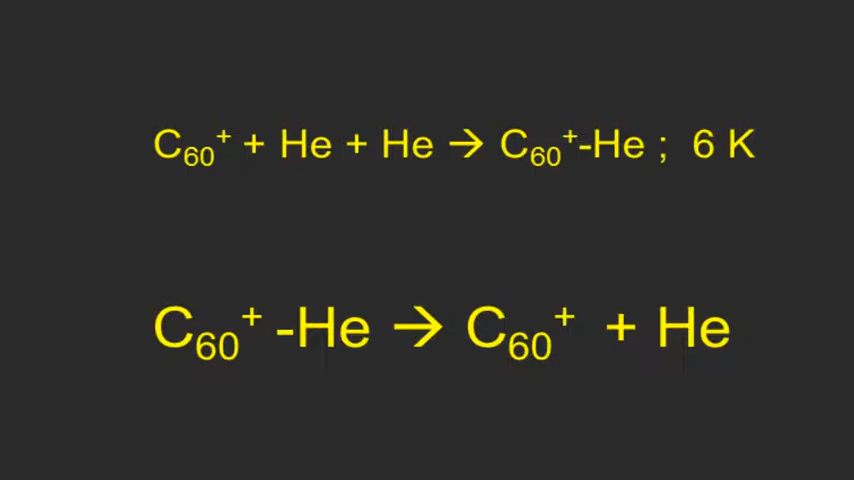 C₆₀⁺ + He + He → C₆₀⁺-He ; 6 K
C₆₀⁺ -He → C₆₀⁺ + He